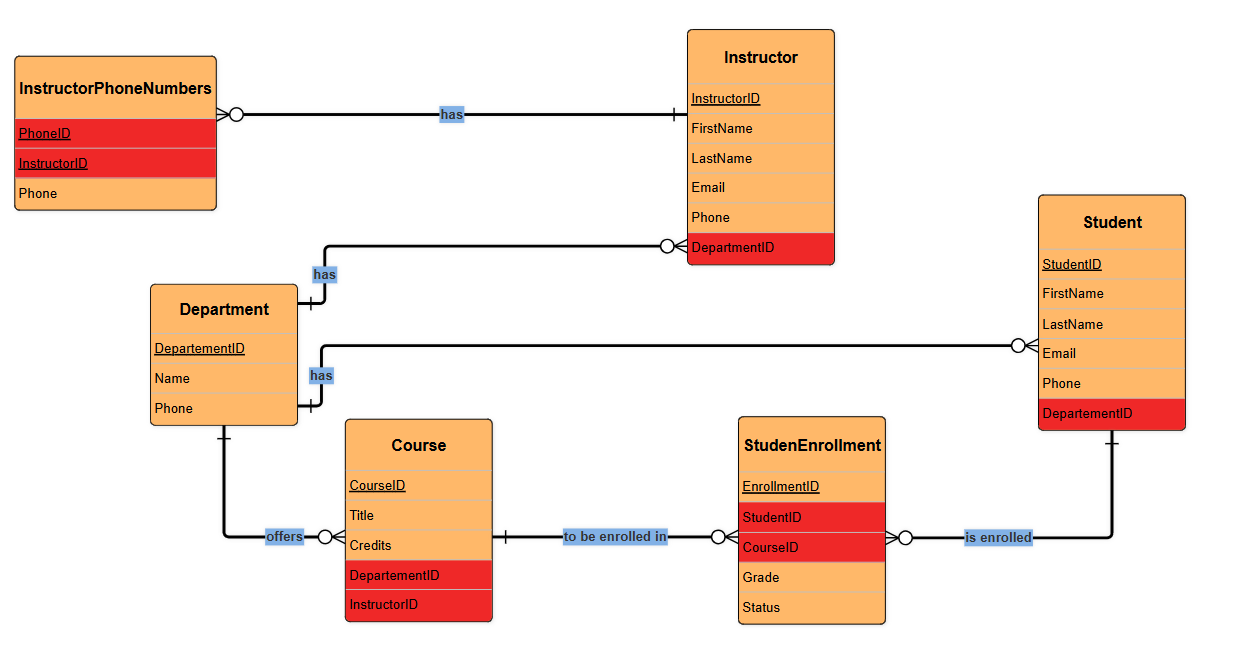 InstructorPhoneNumbers
PhoneID
InstructorID
Phone
has
Instructor
InstructorID
FirstName
LastName
Email
Phone
DepartmentID
has
Department
DepartementID
Name
Phone
has
Student
StudentID
FirstName
LastName
Email
Phone
DepartementID
offers
Course
CourseID
Title
Credits
DepartementID
InstructorID
to be enrolled in
StudenEnrollment
EnrollmentID
StudentID
CourseID
Grade
Status
is enrolled